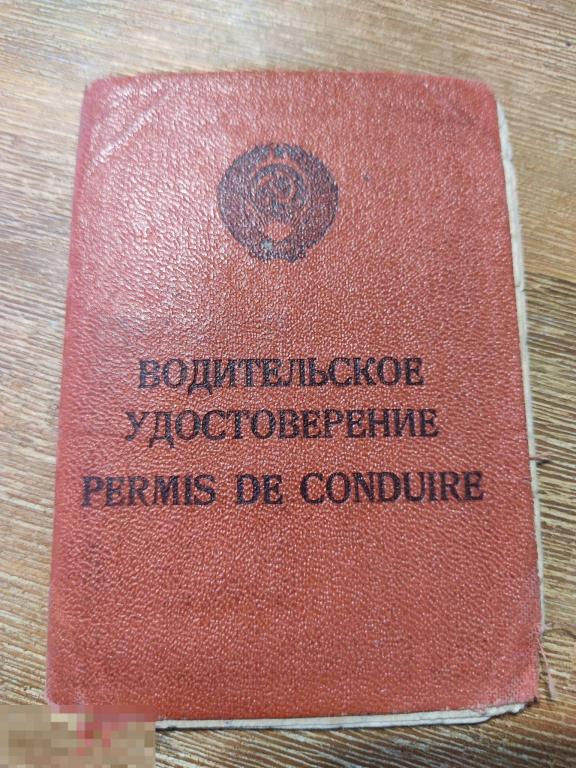 ВОДИТЕЛЬСКОЕ
УДОСТОВЕРЕНИЕ
PERMIS DE CONDUIRE